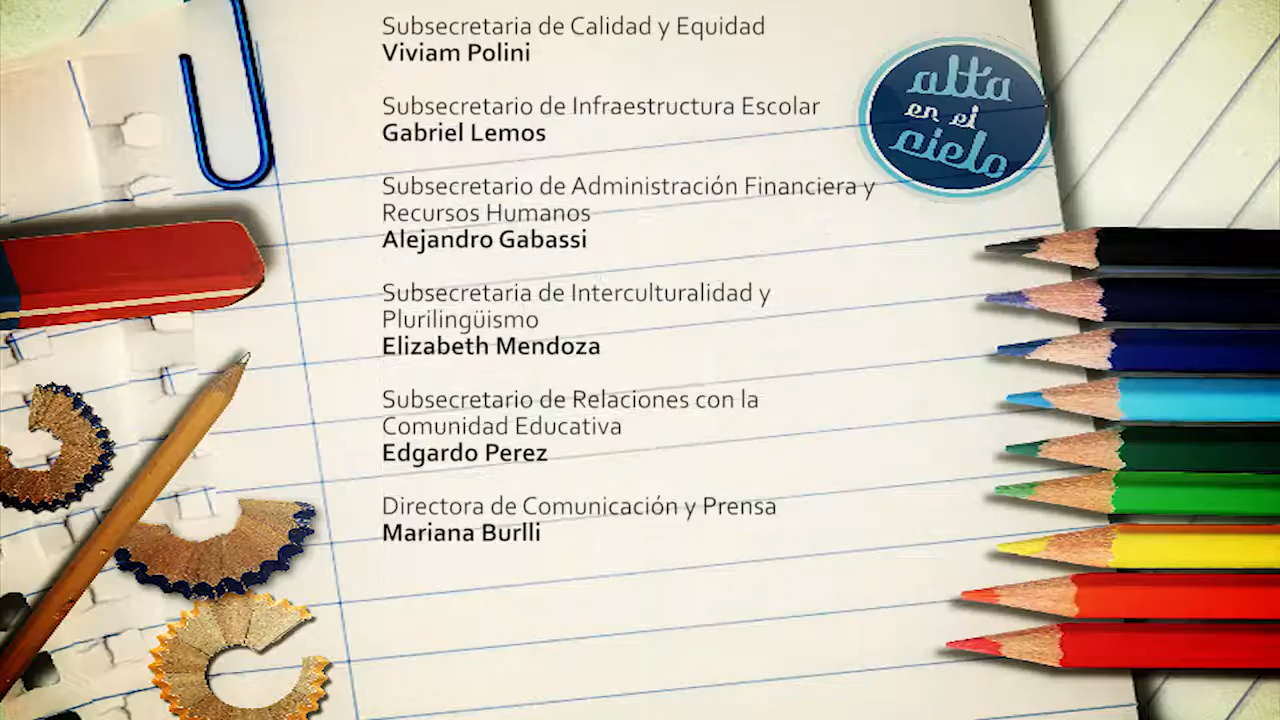 Subsecretaria de Calidad y Equidad
Viviam Polini
Subsecretario de Infraestructura Escolar
Gabriel Lemos
Subsecretario de Administración Financiera y
Recursos Humanos
Alejandro Gabassi
Subsecretaria de Interculturalidad y
Plurilingüismo
Elizabeth Mendoza
Subsecretario de Relaciones con la
Comunidad Educativa
Edgardo Perez
Directora de Comunicación y Prensa
Mariana Burlli
alta
en el
cielo